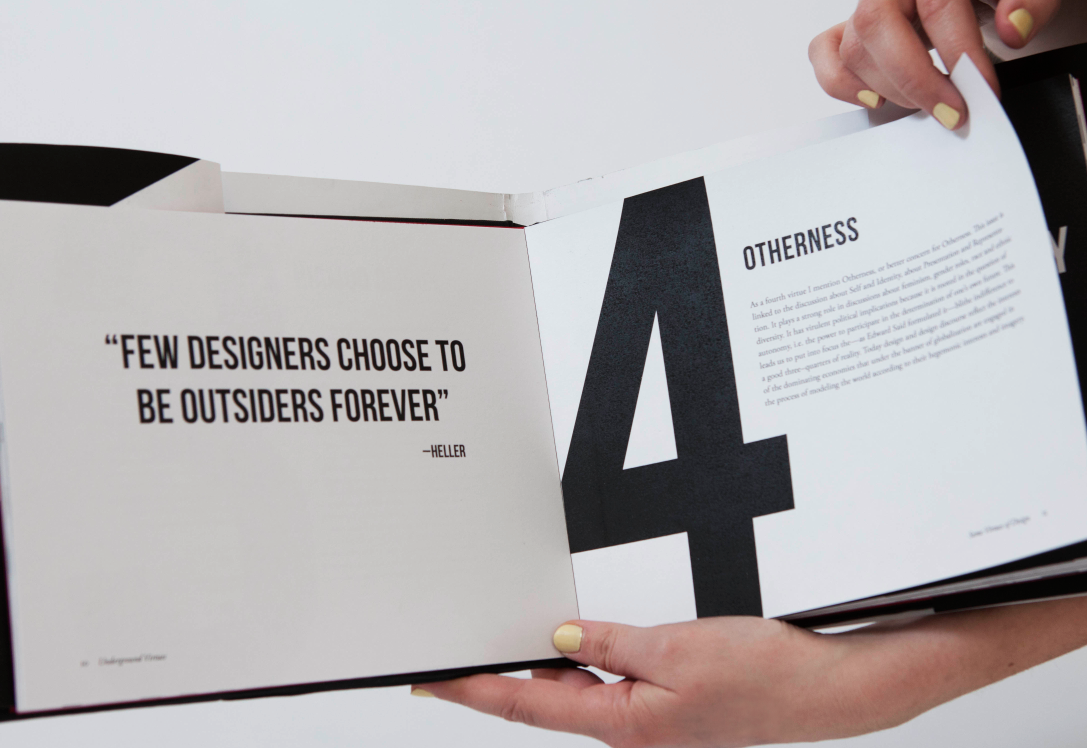 “FEW DESIGNERS CHOOSE TO
BE OUTSIDERS FOREVER”
—HELLER
Underground Virtues
4
OTHERNESS
As a fourth virtue I mention Otherness, or better concern for Otherness. This issue is
linked to the discussion about Self and Identity, about Presentation and Representa-
tion. It plays a strong role in discussions about feminism, gender roles, race and ethnic
diversity. It has virulent political implications because it is rooted in the question of
autonomy, i.e. the power to participate in the determination of one's own future. This
leads us to put into focus the—as Edward Said formulated it—blithe indifference to
a good three–quarters of reality. Today design and design discourse reflect the interests
of the dominating economies that under the banner of globalization are engaged in
the process of modeling the world according to their hegemonic interests and imagery.
Some Virtues of Design
Y